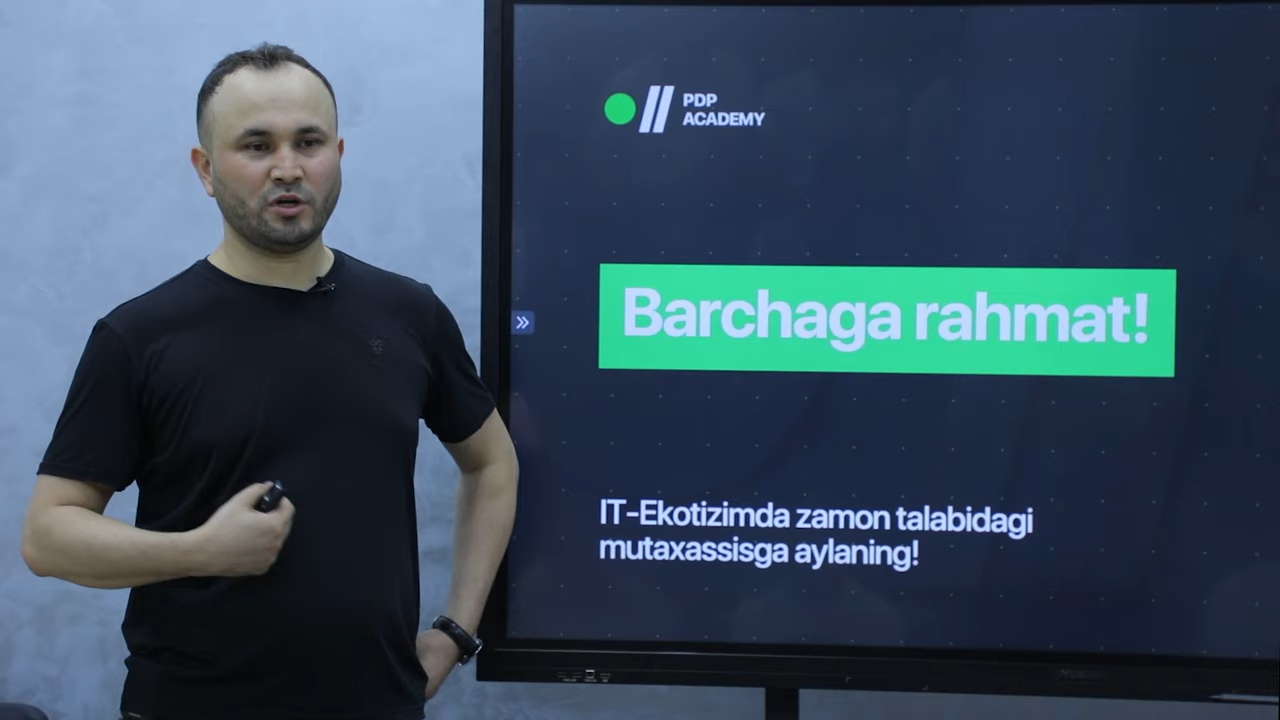 PDP
ACADEMY
Barchaga rahmat!
IT-Ekotizimda zamon talabidagi
mutaxassisga aylaning!